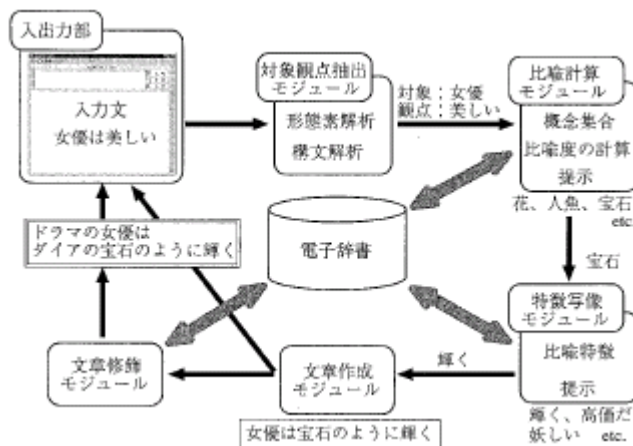 入出力部
入力文
女優は美しい
対象観点抽出
モジュール
形態素解析
構文解析
対象：女優
観点：美しい
比喩計算
モジュール
概念集合
比喩度の計算
提示
花、人魚、宝石
etc.
宝石
電子辞書
特徴写像
モジュール
比喩特徴
提示
輝く、高価だ
妖しい etc.
輝く
文章作成
モジュール
女優は宝石のように輝く
文章修飾
モジュール
ドラマの女優は
ダイアの宝石のように輝く